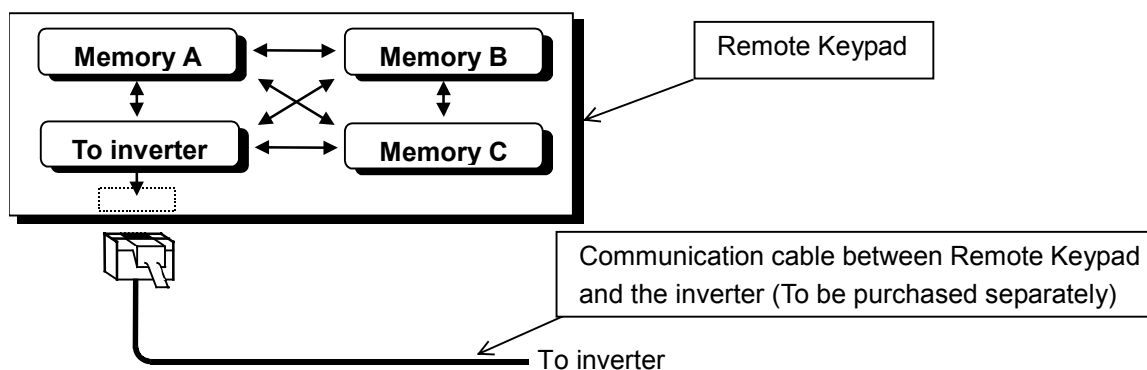 Memory A
Memory B
Remote Keypad
To inverter
Memory C
Communication cable between Remote Keypad
and the inverter (To be purchased separately)
To inverter